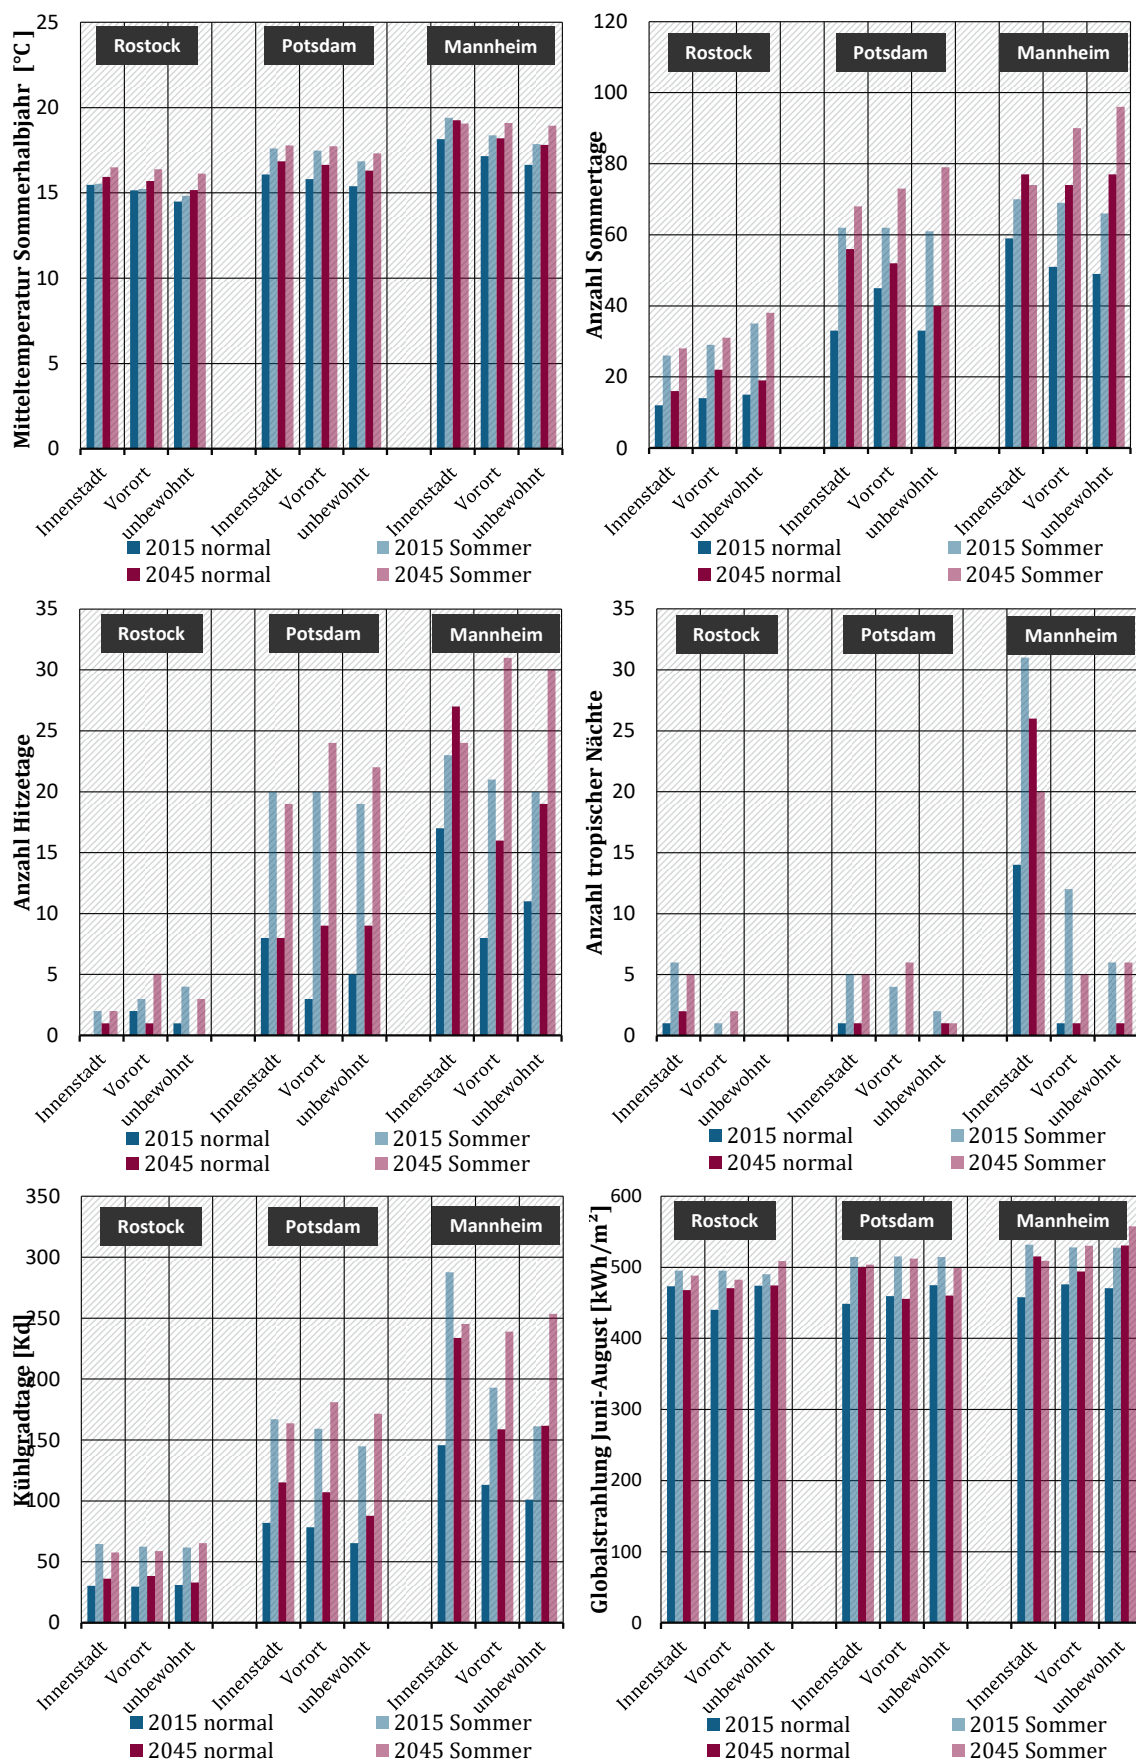 Mitteltemperatur Sommerhalbjahr [°C]
25
20
15
10
5
0
Rostock
Potsdam
Mannheim
Innenstadt
Vorort
unbewohnt
Innenstadt
Vorort
unbewohnt
Innenstadt
Vorort
unbewohnt
2015 normal
2015 Sommer
2045 normal
2045 Sommer
Anzahl Sommertage
120
100
80
60
40
20
0
Rostock
Potsdam
Mannheim
Innenstadt
Vorort
unbewohnt
Innenstadt
Vorort
unbewohnt
Innenstadt
Vorort
unbewohnt
2015 normal
2015 Sommer
2045 normal
2045 Sommer
Anzahl Hitzetage
35
30
25
20
15
10
5
0
Rostock
Potsdam
Mannheim
Innenstadt
Vorort
unbewohnt
Innenstadt
Vorort
unbewohnt
Innenstadt
Vorort
unbewohnt
2015 normal
2015 Sommer
2045 normal
2045 Sommer
Anzahl tropischer Nächte
35
30
25
20
15
10
5
0
Rostock
Potsdam
Mannheim
Innenstadt
Vorort
unbewohnt
Innenstadt
Vorort
unbewohnt
Innenstadt
Vorort
unbewohnt
2015 normal
2015 Sommer
2045 normal
2045 Sommer
Kühlgradtage [Kd]
350
300
250
200
150
100
50
0
Rostock
Potsdam
Mannheim
Innenstadt
Vorort
unbewohnt
Innenstadt
Vorort
unbewohnt
Innenstadt
Vorort
unbewohnt
2015 normal
2015 Sommer
2045 normal
2045 Sommer
Globalstrahlung Juni-August [kWh/m²]
600
500
400
300
200
100
0
Rostock
Potsdam
Mannheim
Innenstadt
Vorort
unbewohnt
Innenstadt
Vorort
unbewohnt
Innenstadt
Vorort
unbewohnt
2015 normal
2015 Sommer
2045 normal
2045 Sommer